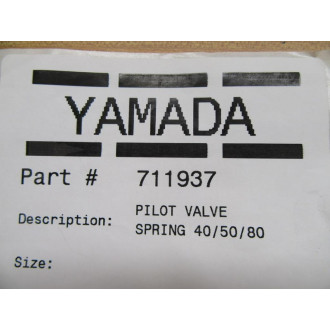 YAMADA
Part # 711937
Description: PILOT VALVE
SPRING 40/50/80
Size: